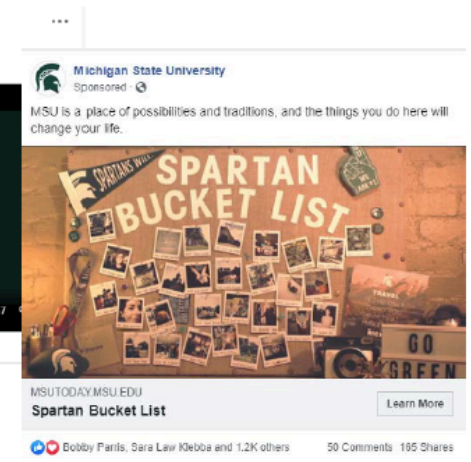 Michigan State University
Sponsored ·
MSU is a place of possibilities and traditions, and the things you do here will
change your life.
SPARTANS WILL
SPARTAN
BUCKET LIST
TRAVEL
GO
GREEN
MSUTODAY.MSU.EDU
Spartan Bucket List
Learn More
Bobby Parris, Sara Law Klebba and 1.2K others
50 Comments 165 Shares